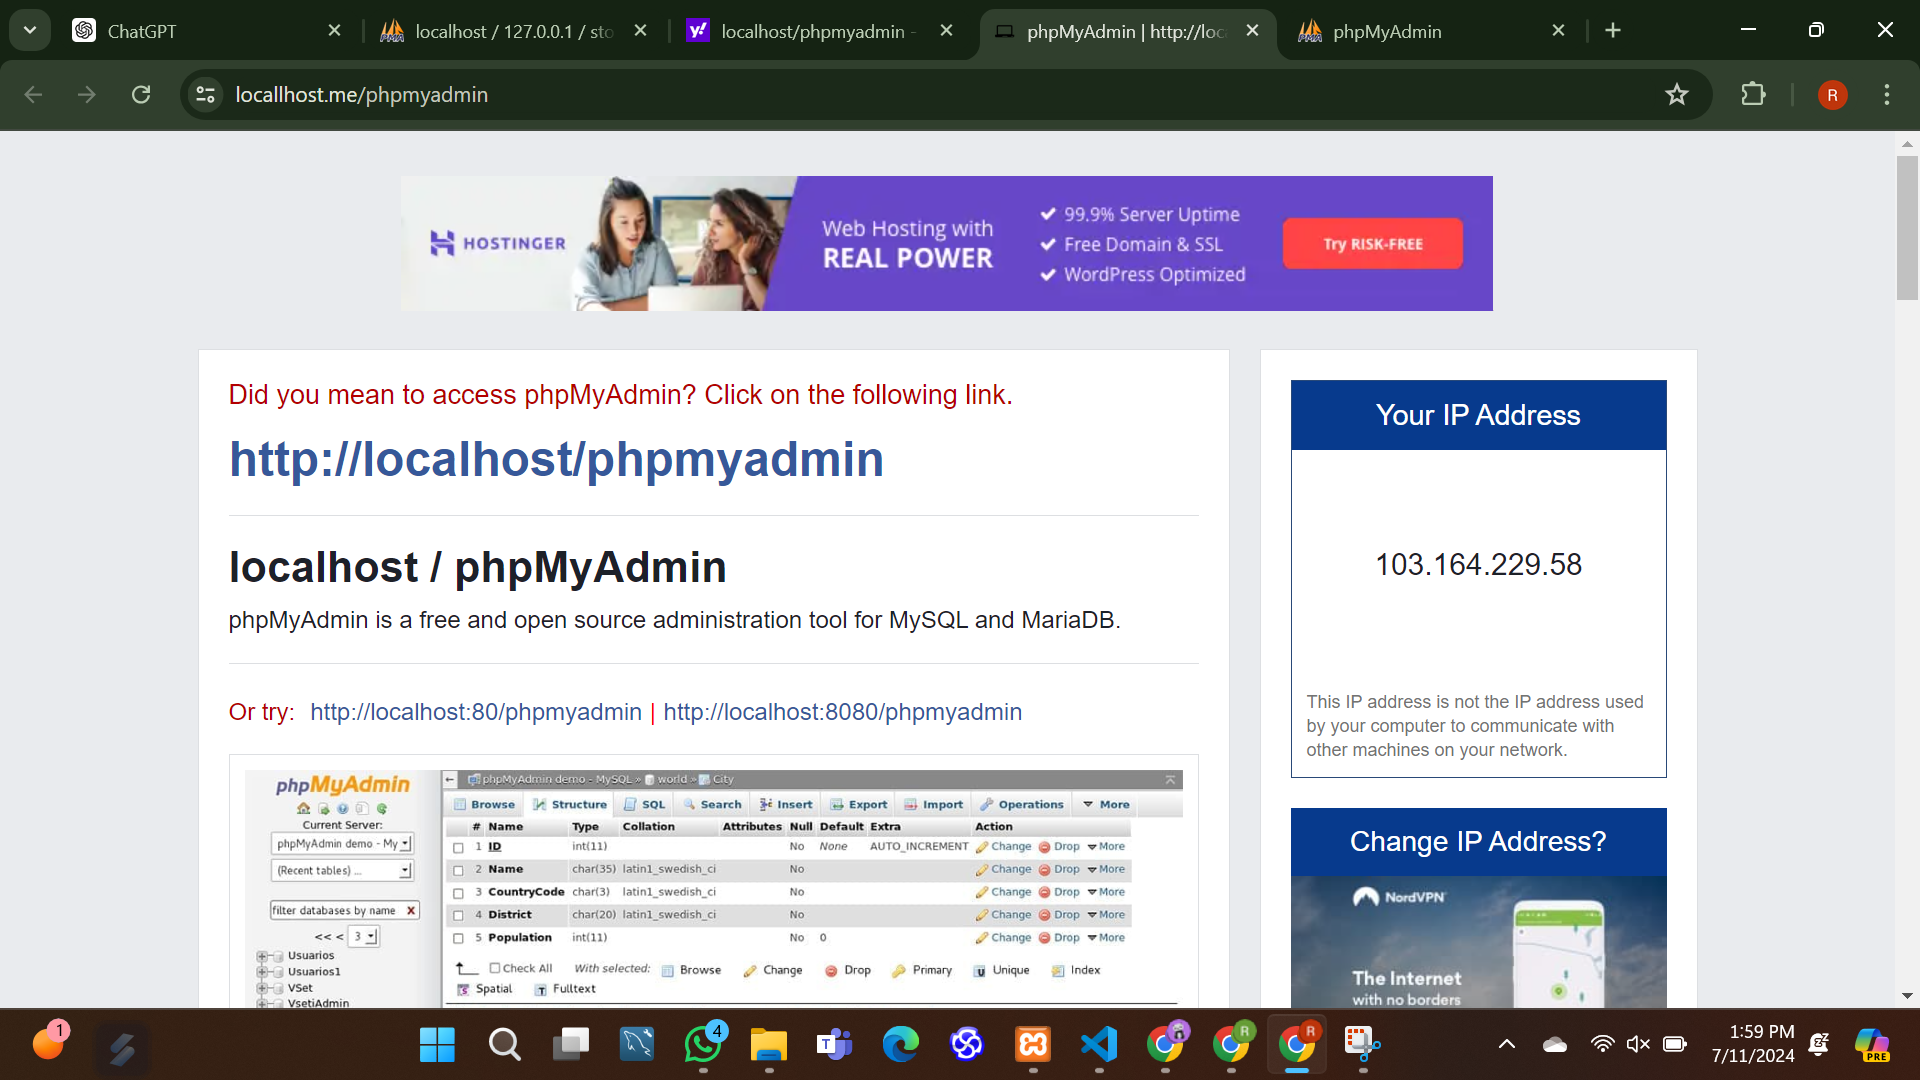 ChatGPT
localhost / 127.0.0.1 / sto
localhost/phpmyadmin -
phpMyAdmin | http://loc
phpMyAdmin
locallhost.me/phpmyadmin
R
HOSTINGER
Web Hosting with
REAL POWER
99.9% Server Uptime
Free Domain & SSL
WordPress Optimized
Try RISK-FREE
Did you mean to access phpMyAdmin? Click on the following link.
http://localhost/phpmyadmin
localhost / phpMyAdmin
phpMyAdmin is a free and open source administration tool for MySQL and MariaDB.
Or try: http://localhost:80/phpmyadmin | http://localhost:8080/phpmyadmin
phpMyAdmin
Current Server:
phpMyAdmin demo - My
(Recent tables) ...
filter databases by name X
<< < 3
Usuarios
Usuarios1
VSet
VsetiAdmin
phpMyAdmin demo - MySQL » world » City
Browse Structure SQL Search Insert Export Import Operations More
# Name Type Collation Attributes Null Default Extra Action
1 ID int(11) No None AUTO_INCREMENT Change Drop More
2 Name char(35) latin1_swedish_ci No Change Drop More
3 CountryCode char(3) latin1_swedish_ci No Change Drop More
4 District char(20) latin1_swedish_ci No Change Drop More
5 Population int(11) No 0 Change Drop More
Check All With selected: Browse Change Drop Primary Unique Index
Spatial Fulltext
Your IP Address
103.164.229.58
This IP address is not the IP address used
by your computer to communicate with
other machines on your network.
Change IP Address?
NordVPN
The Internet
with no borders
1
4
R
R
PRE
1:59 PM
7/11/2024